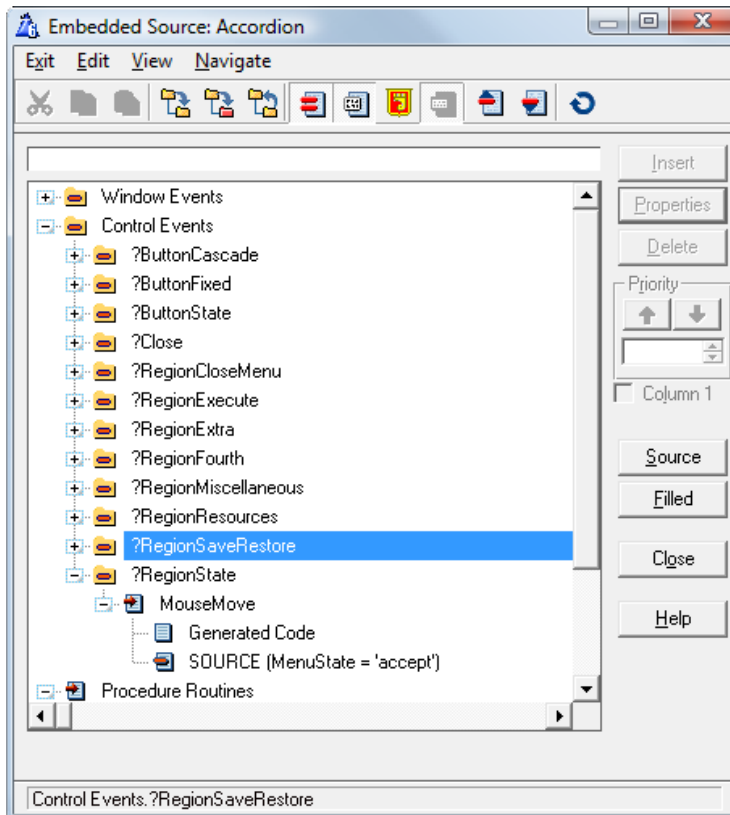 Embedded Source: Accordion
Exit Edit View Navigate
Insert
Properties
Delete
Priority
Column 1
Source
Filled
Close
Help
Window Events
Control Events
?ButtonCascade
?ButtonFixed
?ButtonState
?Close
?RegionCloseMenu
?RegionExecute
?RegionExtra
?RegionFourth
?RegionMiscellaneous
?RegionResources
?RegionSaveRestore
?RegionState
MouseMove
Generated Code
SOURCE (MenuState = 'accept')
Procedure Routines
Control Events.?RegionSaveRestore